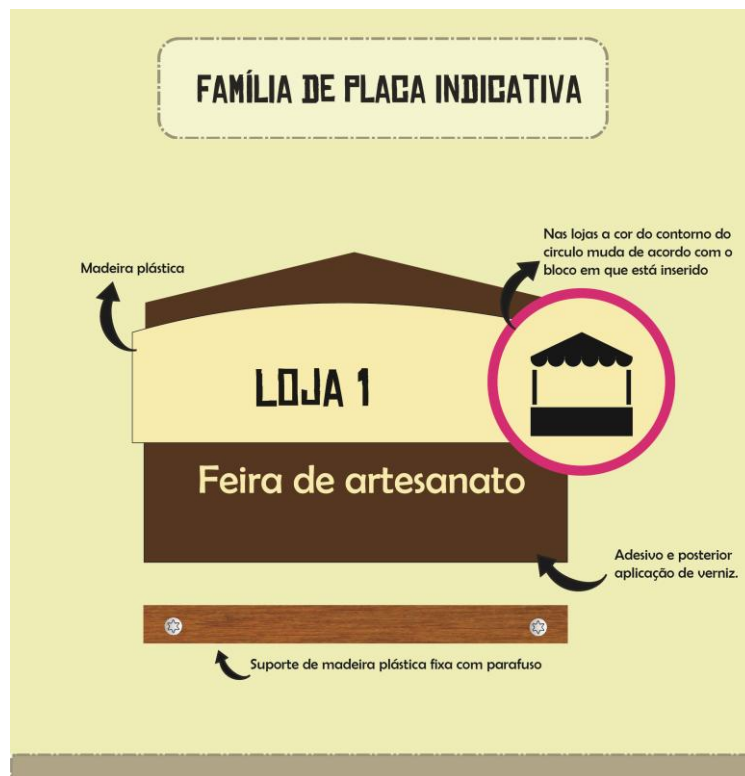 FAMÍLIA DE PLACA INDICATIVA
Nas lojas a cor do contorno do
circulo muda de acordo com o
bloco em que está inserido
Madeira plástica
LOJA 1
Feira de artesanato
Adesivo e posterior
aplicação de verniz.
Suporte de madeira plástica fixa com parafuso